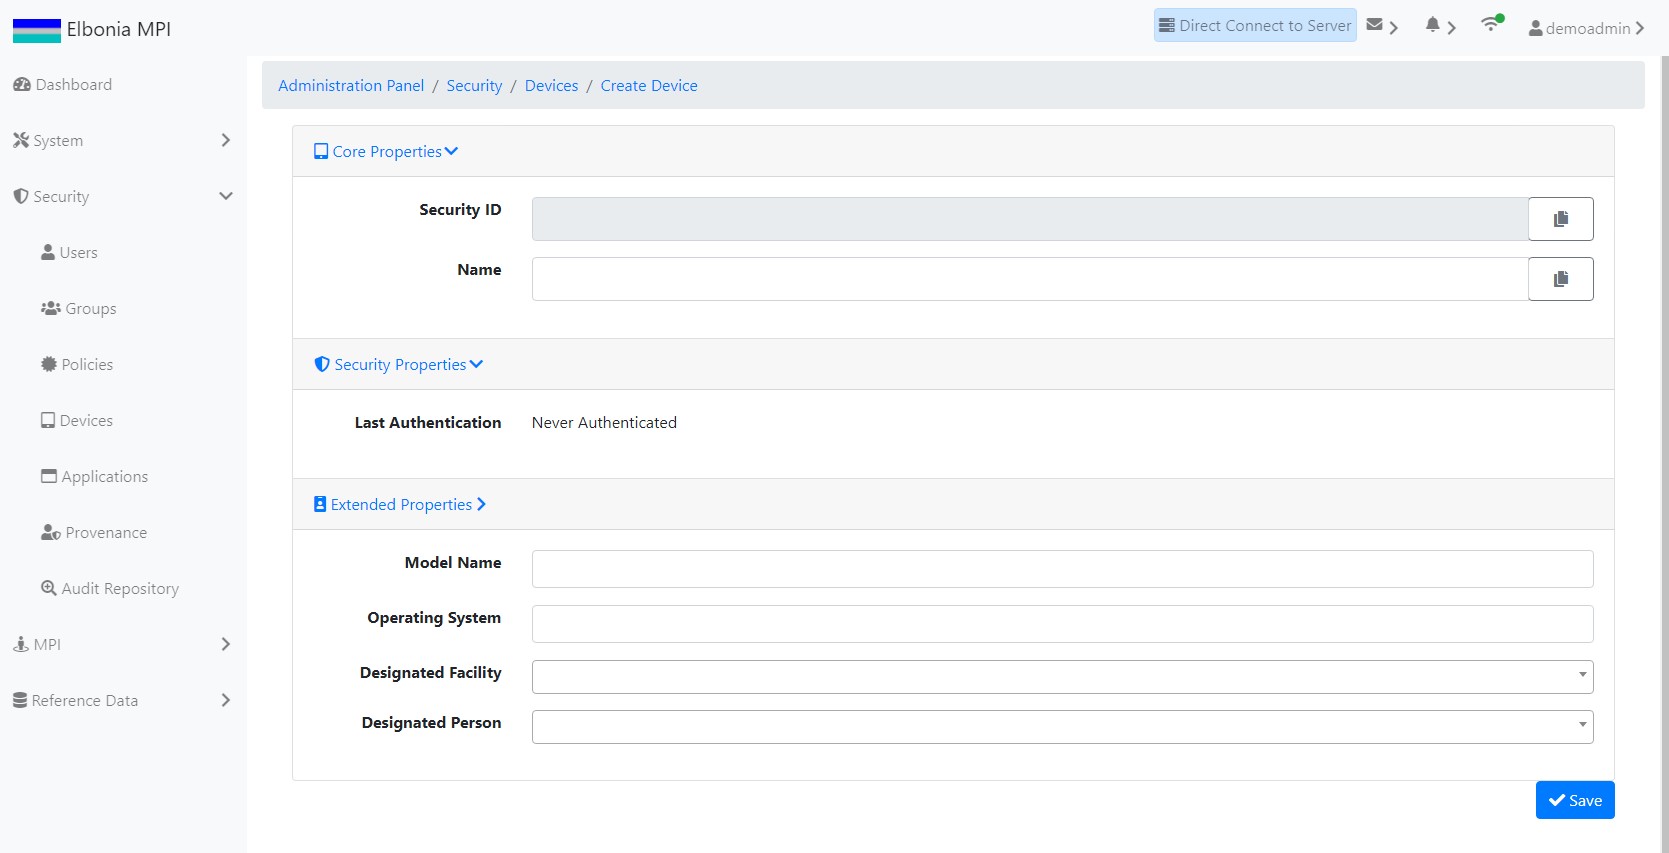 Elbonia MPI
Direct Connect to Server
demoadmin
Dashboard
System
Security
Users
Groups
Policies
Devices
Applications
Provenance
Audit Repository
MPI
Reference Data
Administration Panel / Security / Devices / Create Device
Core Properties
Security ID
Name
Security Properties
Last Authentication Never Authenticated
Extended Properties
Model Name
Operating System
Designated Facility
Designated Person
Save